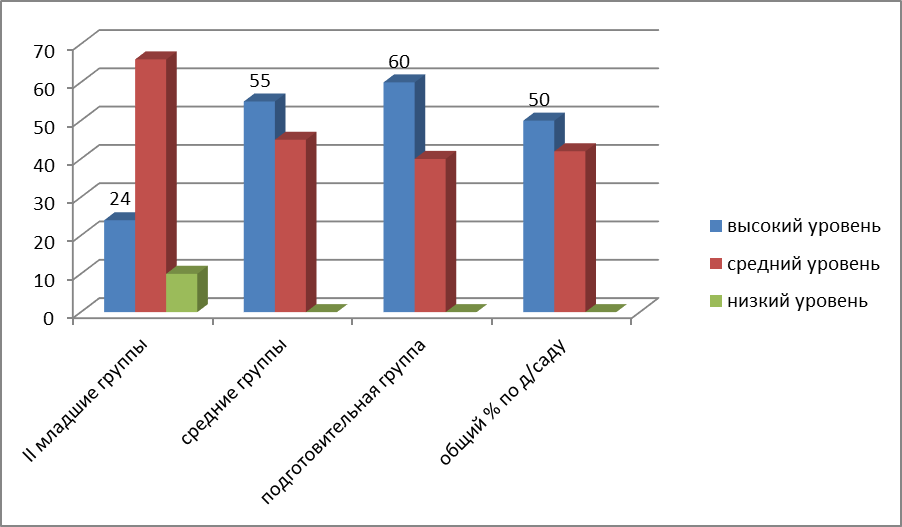 70
60
50
40
30
20
10
0
24
55
60
50
II младшие группы
средние группы
подготовительная группа
общий % по д/саду
высокий уровень
средний уровень
низкий уровень